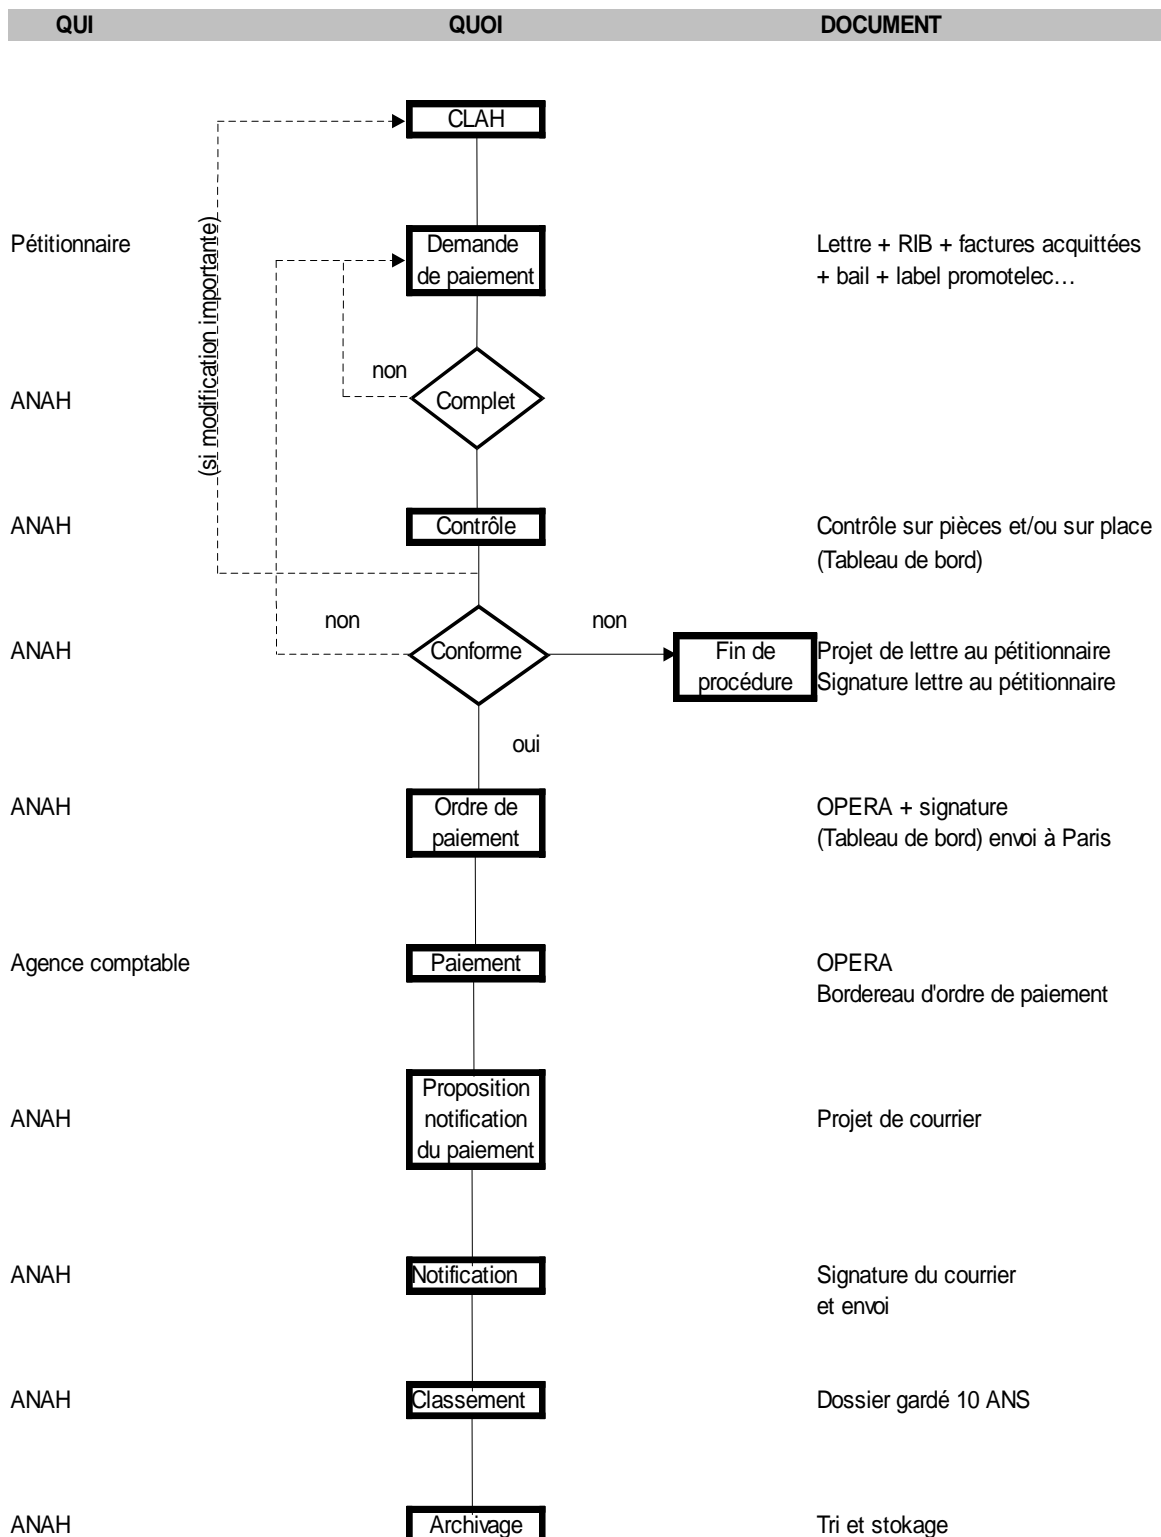 QUI QUOI DOCUMENT
CLAH
(si modification importante)
Pétitionnaire
Demande
de paiement
Lettre + RIB + factures acquittées
+ bail + label promotelec…
non
ANAH
Complet
ANAH
Contrôle
Contrôle sur pièces et/ou sur place
(Tableau de bord)
non
non
ANAH
Conforme
Fin de
procédure
Projet de lettre au pétitionnaire
Signature lettre au pétitionnaire
oui
ANAH
Ordre de
paiement
OPERA + signature
(Tableau de bord) envoi à Paris
Agence comptable
Paiement
OPERA
Bordereau d'ordre de paiement
ANAH
Proposition
notification
du paiement
Projet de courrier
ANAH
Notification
Signature du courrier
et envoi
ANAH
Classement
Dossier gardé 10 ANS
ANAH
Archivage
Tri et stokage